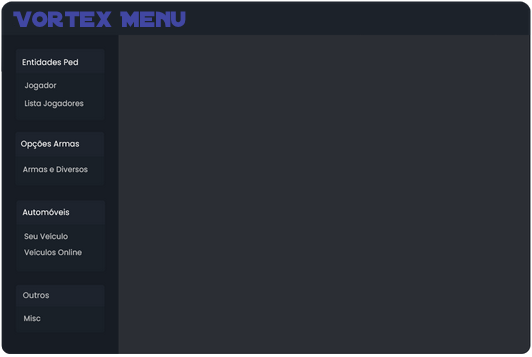 VORTEX MENU
Entidades Ped
Jogador
Lista Jogadores
Opções Armas
Armas e Diversos
Automóveis
Seu Veículo
Veículos Online
Outros
Misc